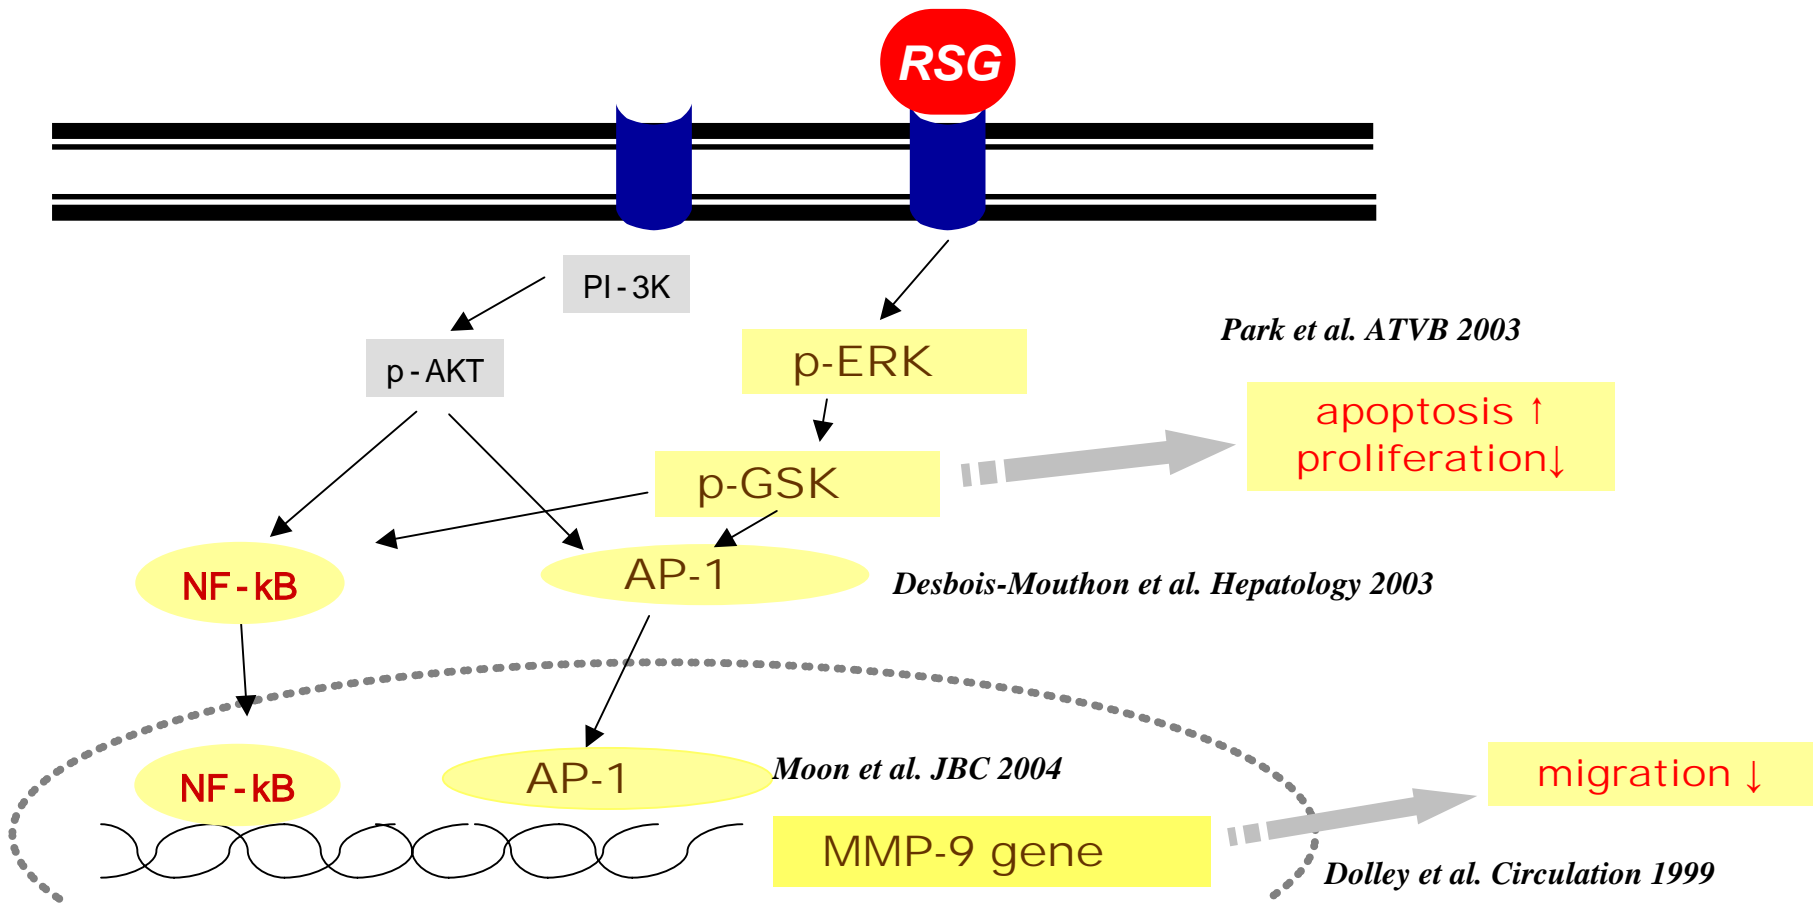 RSG
PI-3K
Park et al. ATVB 2003
p-ERK
p-AKT
apoptosis ↑
proliferation↓
p-GSK
NF-kB
AP-1
Desbois-Mouthon et al. Hepatology 2003
NF-kB
AP-1
Moon et al. JBC 2004
migration ↓
MMP-9 gene
Dolley et al. Circulation 1999